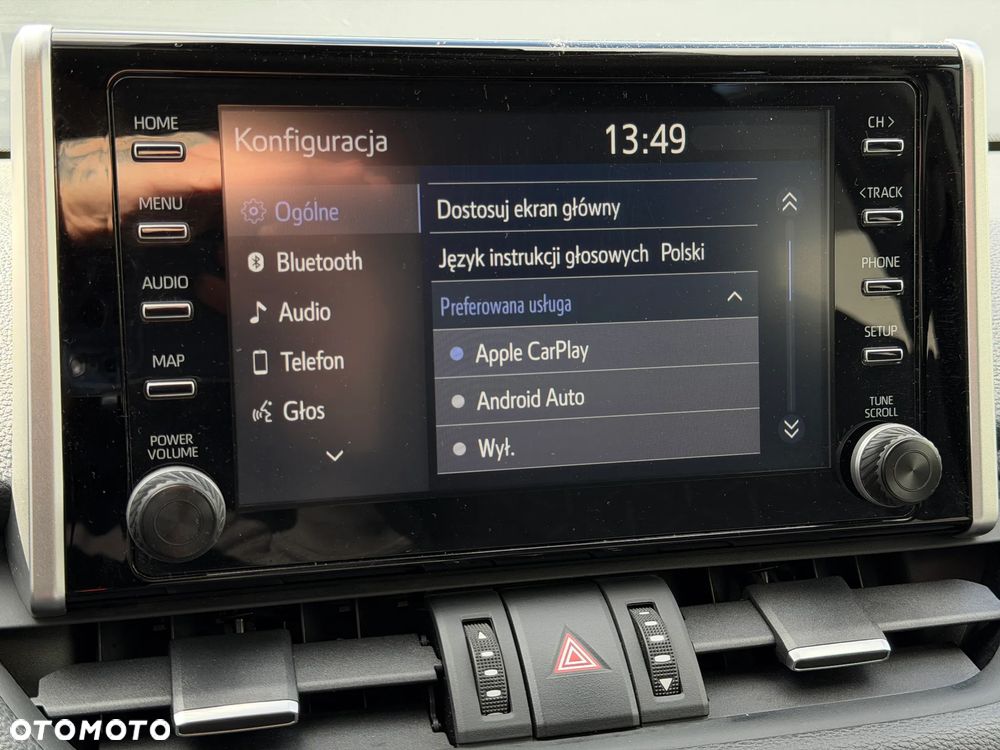 HOME
MENU
AUDIO
MAP
POWER
VOLUME
Konfiguracja
13:49
Ogólne
Bluetooth
Audio
Telefon
Głos
Dostosuj ekran główny
Język instrukcji głosowych Polski
Preferowana usługa
Apple CarPlay
Android Auto
Wył.
CH >
< TRACK
PHONE
SETUP
TUNE
SCROLL
OTOMOTO